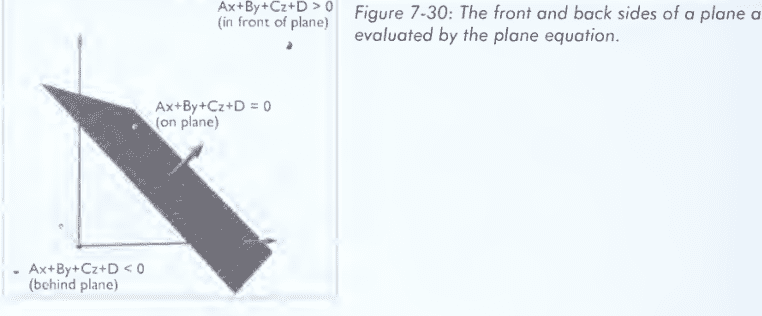 Ax+By+Cz+D > 0
(in front of plane)
Figure 7-30: The front and back sides of a plane a
evaluated by the plane equation.
Ax+By+Cz+D = 0
(on plane)
Ax+By+Cz+D < 0
(behind plane)